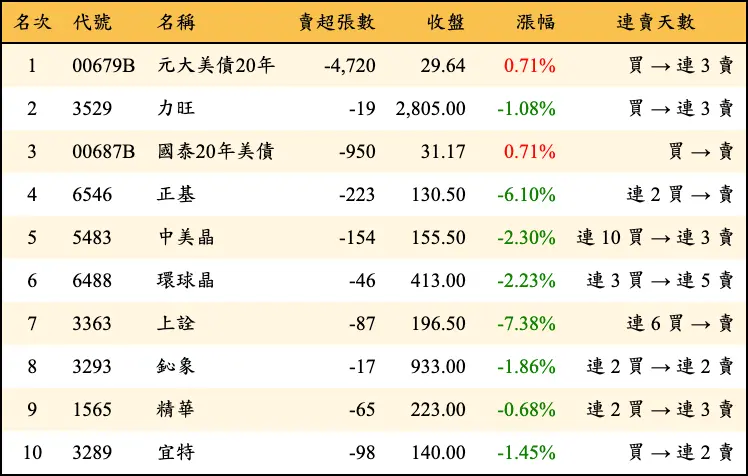 名次 代號 名稱 賣超張數 收盤 漲幅 連賣天數
1 00679B 元大美債20年 -4,720 29.64 0.71% 買 → 連 3 賣
2 3529 力旺 -19 2,805.00 -1.08% 買 → 連 3 賣
3 00687B 國泰20年美債 -950 31.17 0.71% 買 → 賣
4 6546 正基 -223 130.50 -6.10% 連 2 買 → 賣
5 5483 中美晶 -154 155.50 -2.30% 連 10 買 → 連 3 賣
6 6488 環球晶 -46 413.00 -2.23% 連 3 買 → 連 5 賣
7 3363 上詮 -87 196.50 -7.38% 連 6 買 → 賣
8 3293 鈊象 -17 933.00 -1.86% 連 2 買 → 連 2 賣
9 1565 精華 -65 223.00 -0.68% 連 2 買 → 連 3 賣
10 3289 宜特 -98 140.00 -1.45% 買 → 連 2 賣